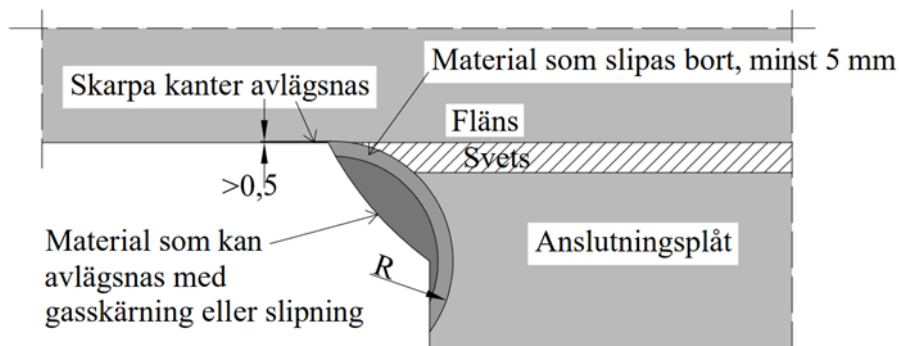 Material som slipas bort, minst 5 mm
Skarpa kanter avlägsnas
Fläns
Svets
>0,5
Material som kan
avlägsnas med
gasskärning eller slipning
R
Anslutningsplåt